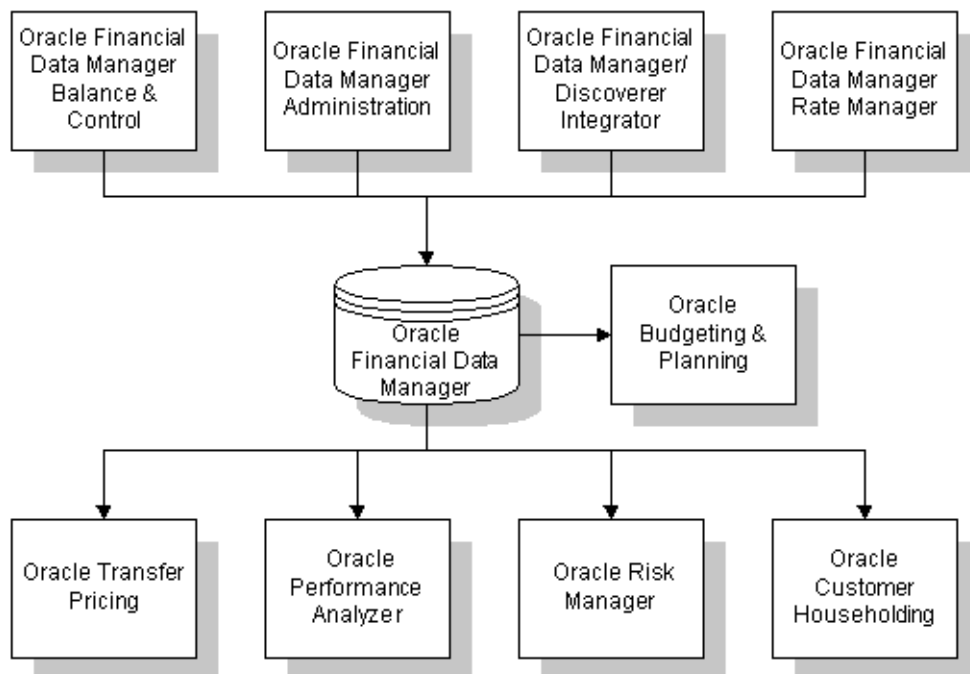 Oracle Financial
Data Manager
Balance &
Control
Oracle Financial
Data Manager
Administration
Oracle Financial
Data Manager/
Discoverer
Integrator
Oracle Financial
Data Manager
Rate Manager
Oracle
Financial Data
Manager
Oracle
Budgeting &
Planning
Oracle Transfer
Pricing
Oracle
Performance
Analyzer
Oracle Risk
Manager
Oracle
Customer
Householding